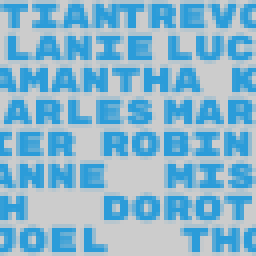 TIANTREVO
LANIE LUC
AMANTHA K
ARLES MAR
IER ROBIN
ANNE MIS
H DOROT
JOEL THO